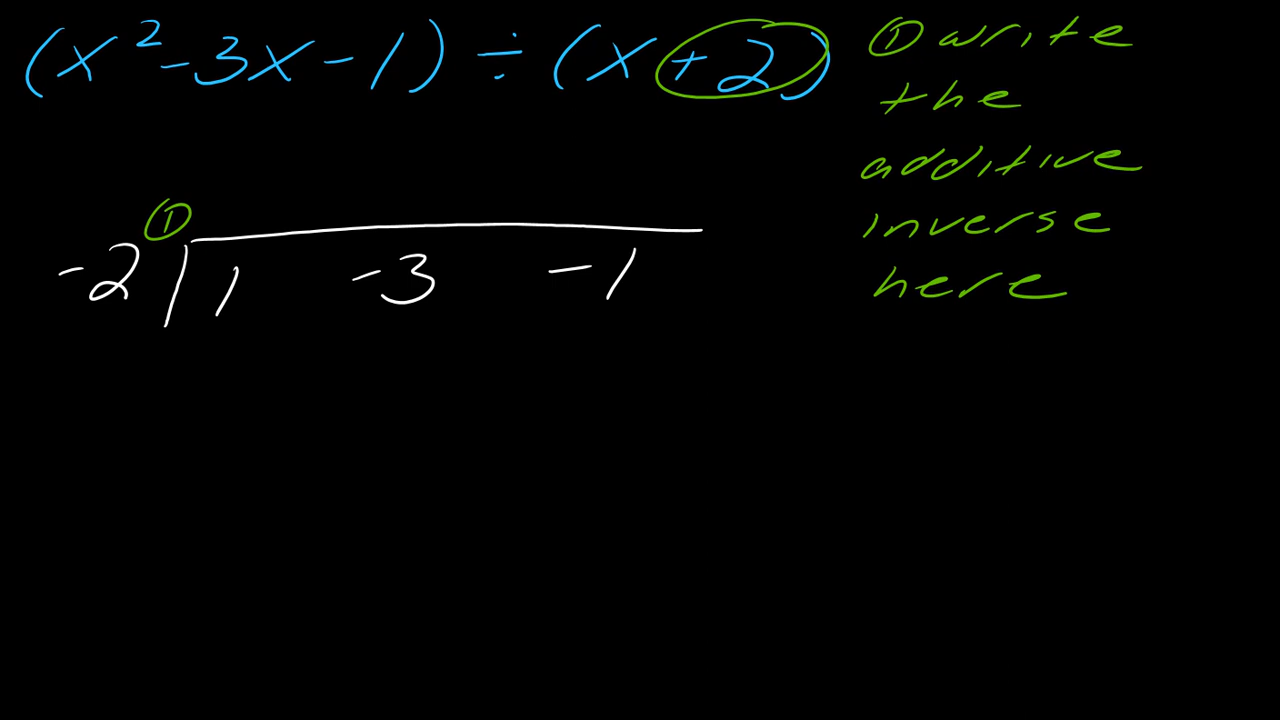 (x² - 3x - 1) ÷ (x + 2)
① write
the
additive
inverse
here
①
-2 | 1 -3 -1